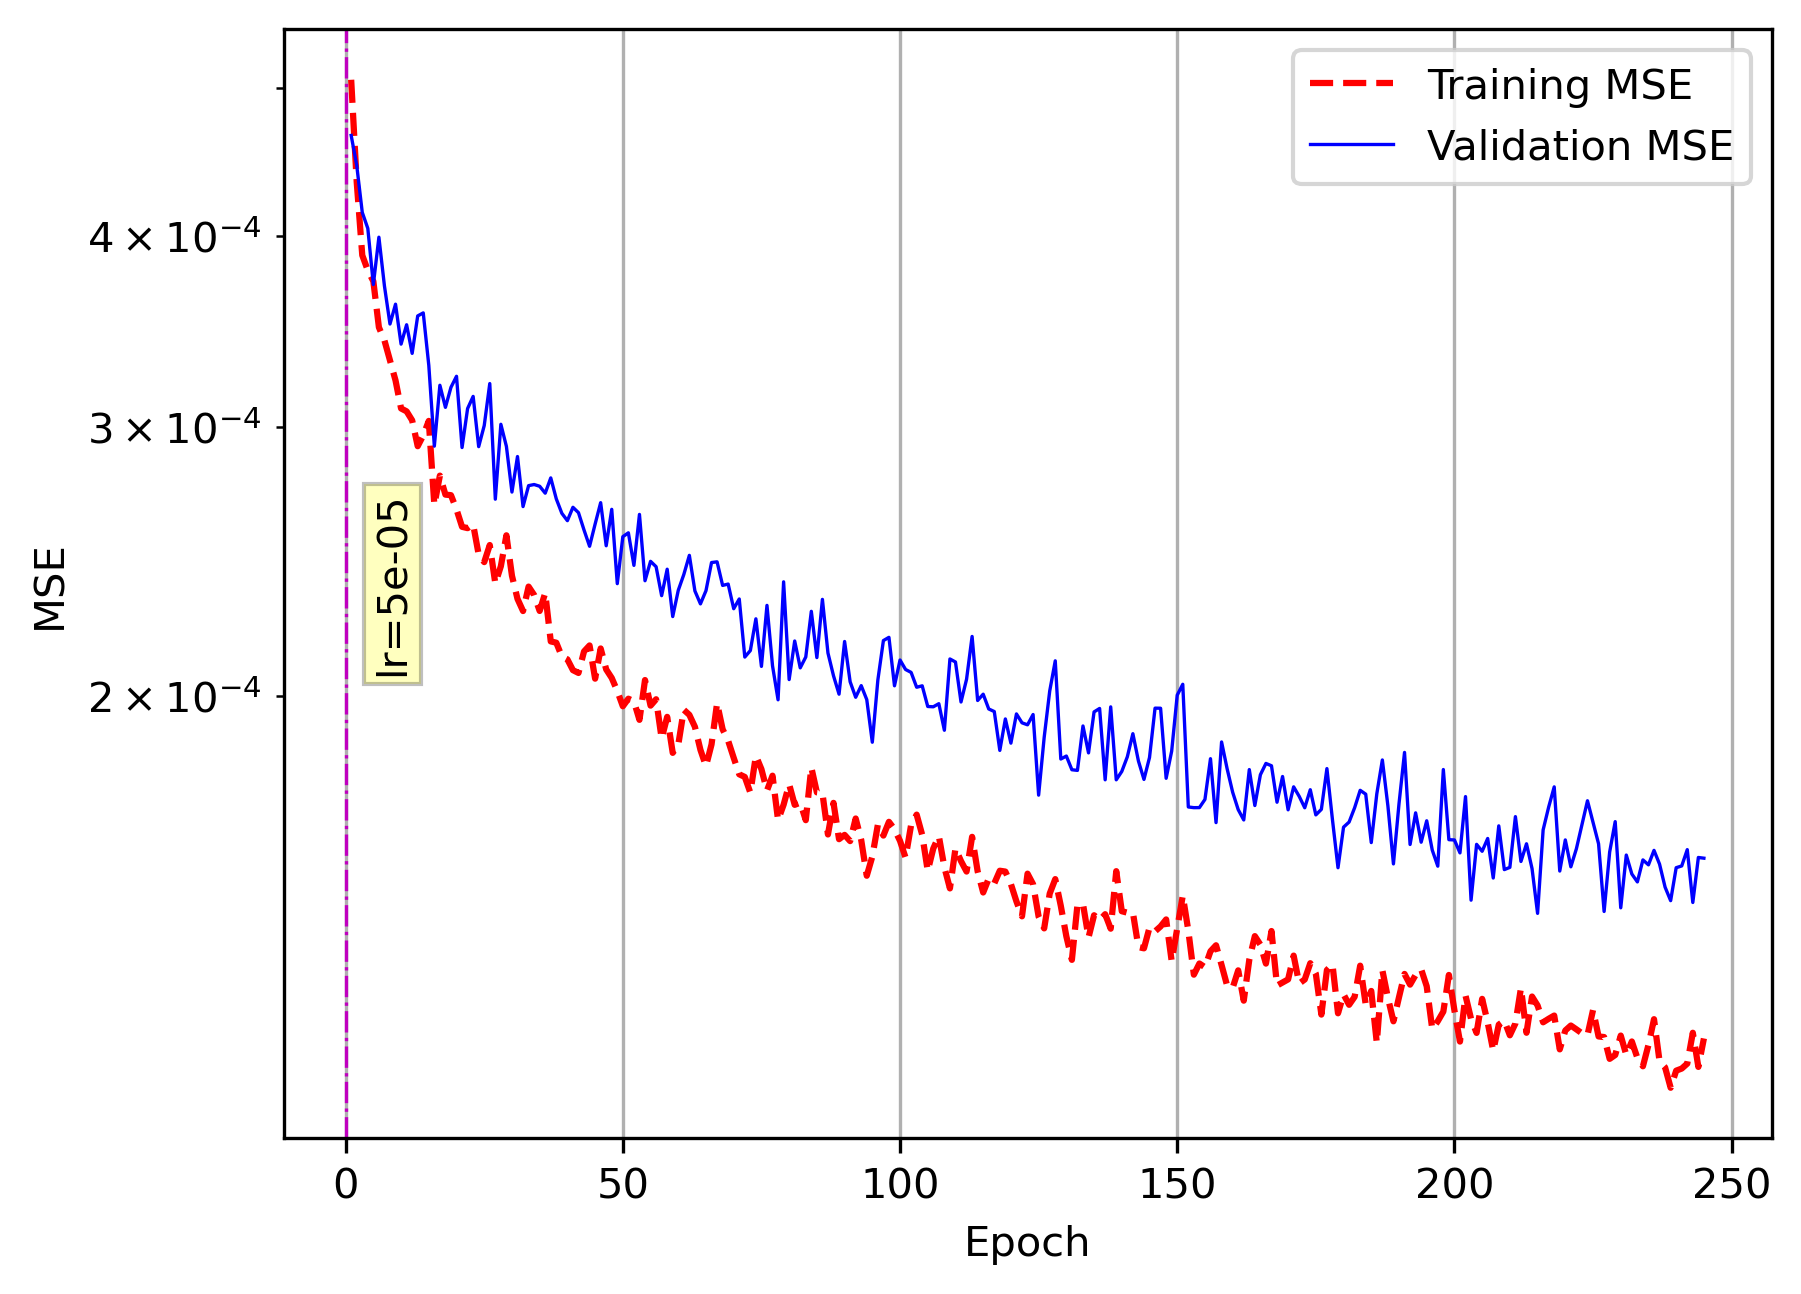 Training MSE
Validation MSE
4 × 10⁻⁴
3 × 10⁻⁴
2 × 10⁻⁴
MSE
lr=5e-05
0 50 100 150 200 250
Epoch